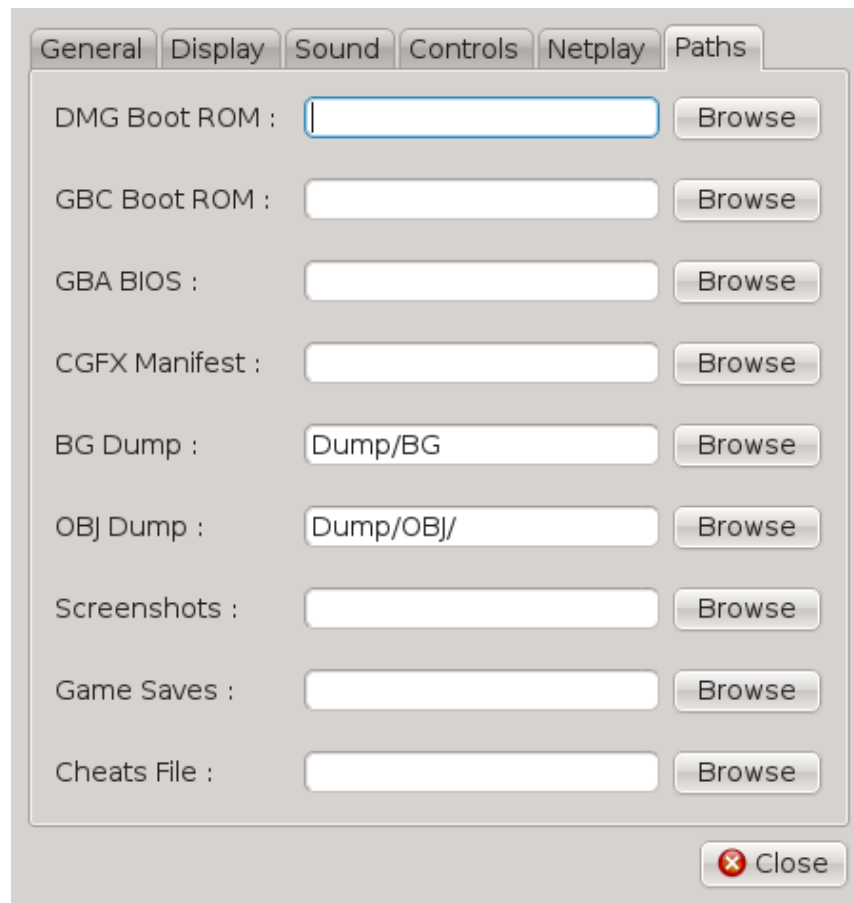 General Display Sound Controls Netplay Paths
DMG Boot ROM : Browse
GBC Boot ROM : Browse
GBA BIOS : Browse
CGFX Manifest : Browse
BG Dump : Dump/BG Browse
OBJ Dump : Dump/OBJ/ Browse
Screenshots : Browse
Game Saves : Browse
Cheats File : Browse
Close